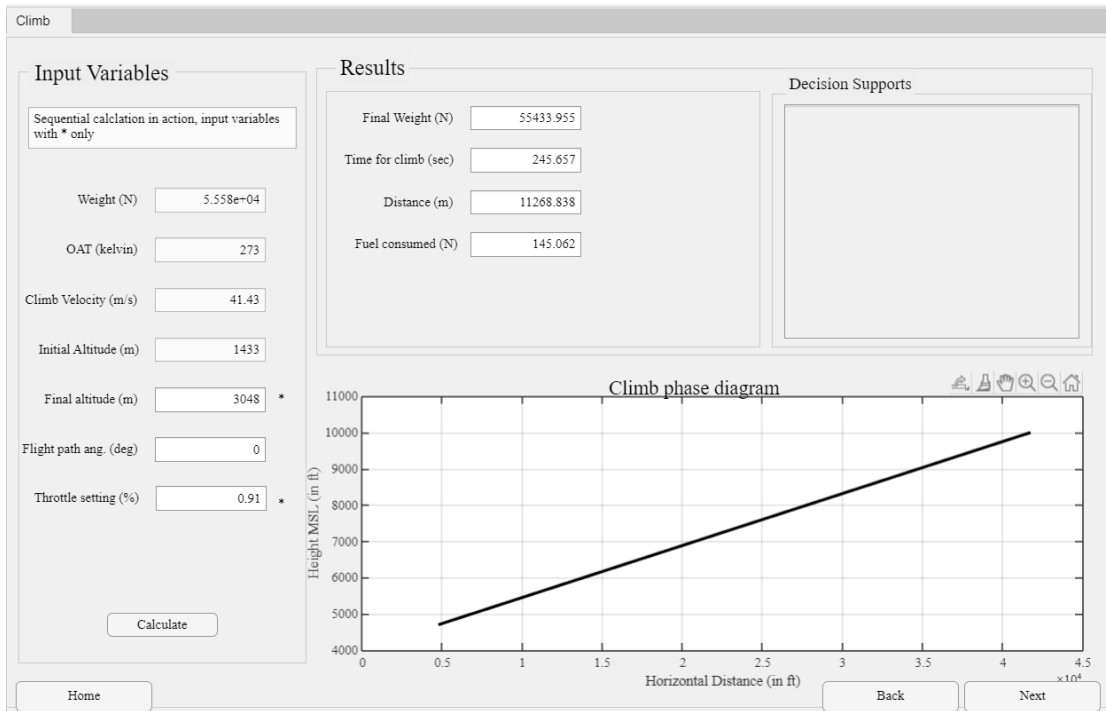 Climb
Input Variables
Sequential calclation in action, input variables
with * only
Weight (N) 5.558e+04
OAT (kelvin) 273
Climb Velocity (m/s) 41.43
Initial Altitude (m) 1433
Final altitude (m) 3048 *
Flight path ang. (deg) 0
Throttle setting (%) 0.91 *
Calculate
Results
Final Weight (N) 55433.955
Time for climb (sec) 245.657
Distance (m) 11268.838
Fuel consumed (N) 145.062
Decision Supports
Climb phase diagram
Height MSL (in ft)
11000
10000
9000
8000
7000
6000
5000
4000
0 0.5 1 1.5 2 2.5 3 3.5 4 4.5
×10⁴
Horizontal Distance (in ft)
Home
Back
Next